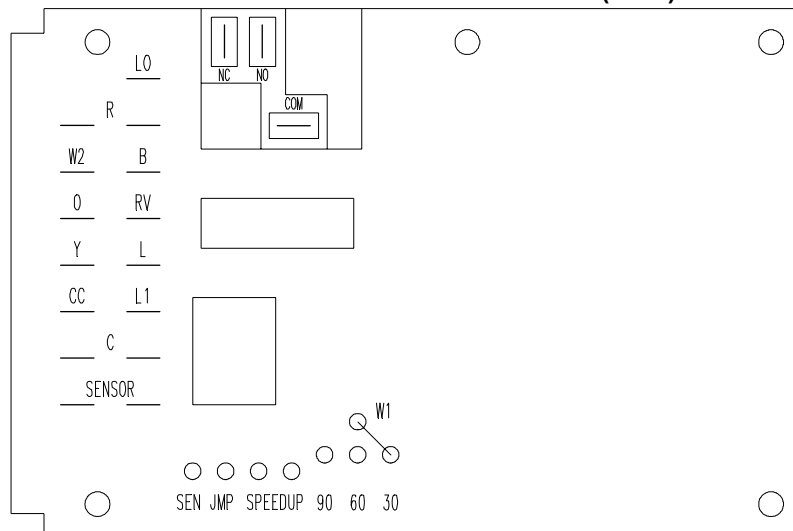 LO
NC NO
R
COM
W2 B
O RV
Y L
CC L1
C
SENSOR
W1
SEN JMP SPEEDUP 90 60 30